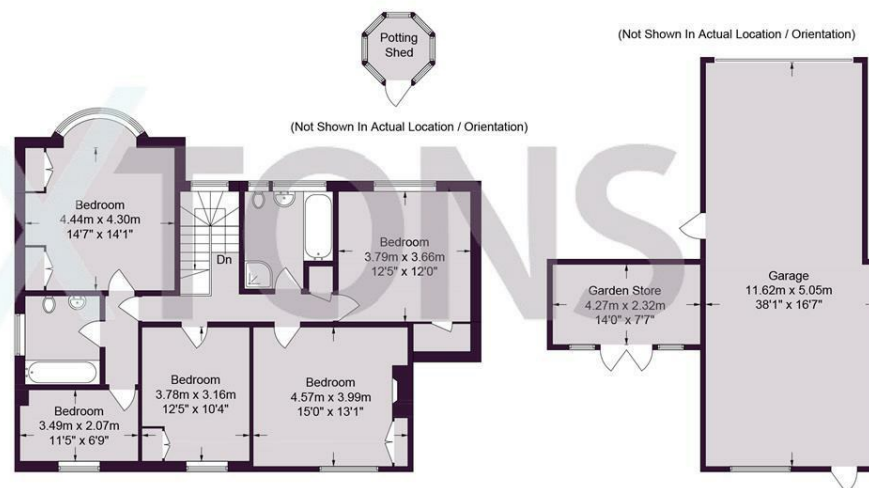 Potting
Shed
(Not Shown In Actual Location / Orientation)
(Not Shown In Actual Location / Orientation)
XTONS
Bedroom
4.44m x 4.30m
14'7" x 14'1"
Dn
Bedroom
3.79m x 3.66m
12'5" x 12'0"
Bedroom
3.49m x 2.07m
11'5" x 6'9"
Bedroom
3.78m x 3.16m
12'5" x 10'4"
Bedroom
4.57m x 3.99m
15'0" x 13'1"
Garden Store
4.27m x 2.32m
14'0" x 7'7"
Garage
11.62m x 5.05m
38'1" x 16'7"